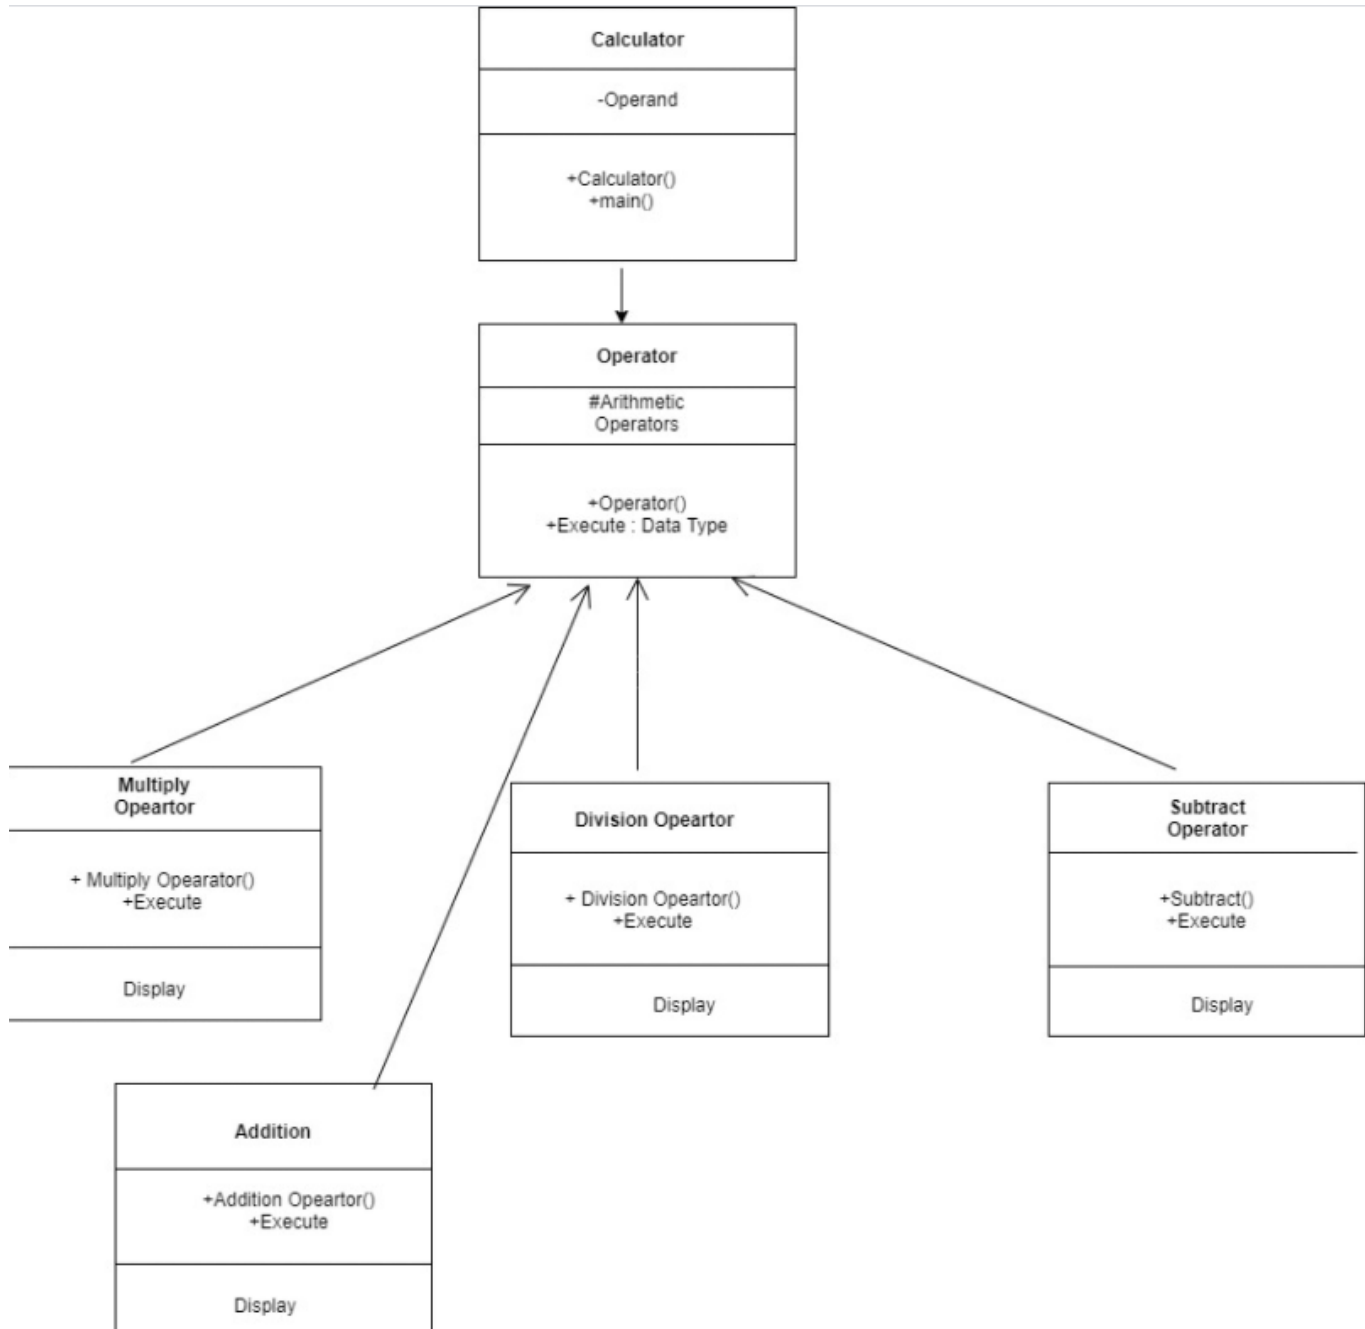 Calculator
-Operand
+Calculator()
+main()
Operator
#Arithmetic
Operators
+Operator()
+Execute : Data Type
Multiply
Opeartor
+ Multiply Opearator()
+Execute
Display
Division Opeartor
+ Division Opeartor()
+Execute
Display
Subtract
Operator
+Subtract()
+Execute
Display
Addition
+Addition Opeartor()
+Execute
Display